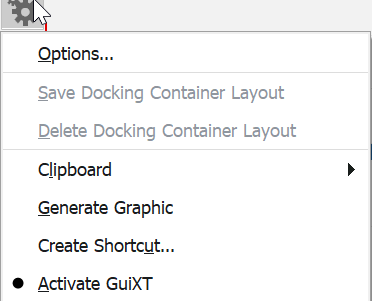 Options...
Save Docking Container Layout
Delete Docking Container Layout
Clipboard
Generate Graphic
Create Shortcut...
Activate GuiXT